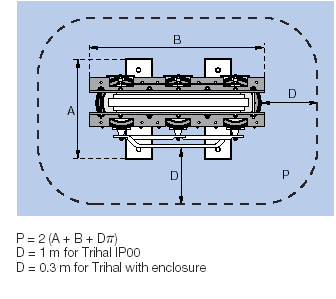 B
A
D
D
P
P = 2 (A + B + Dπ)
D = 1 m for Trihal IP00
D = 0.3 m for Trihal with enclosure